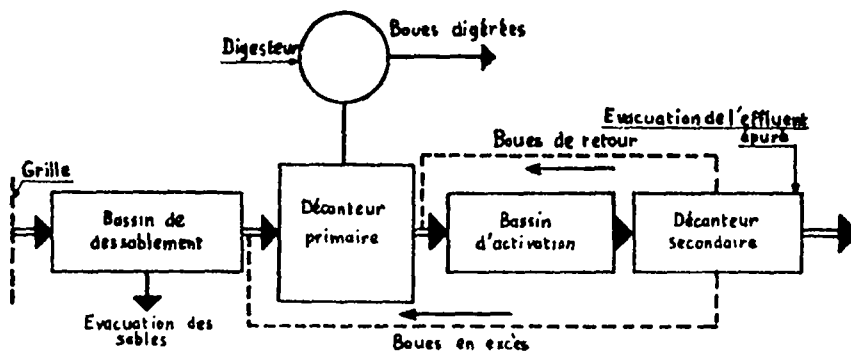 Boues digérées
Digesteur
Evacuation de l'effluent
épuré
Boues de retour
Grille
Bassin de
dessablement
Décanteur
primaire
Bassin
d'activation
Décanteur
secondaire
Evacuation des
sables
Boues en excès